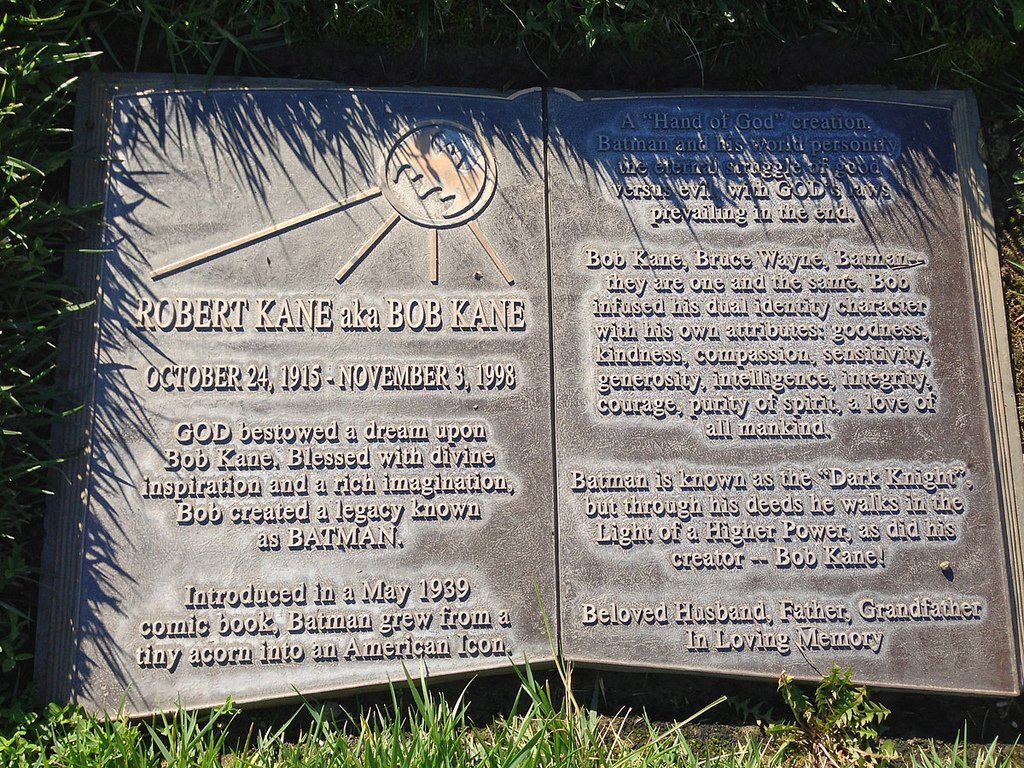 ROBERT KANE aka BOB KANE
OCTOBER 24, 1915 - NOVEMBER 3, 1998
GOD bestowed a dream upon
Bob Kane. Blessed with divine
inspiration and a rich imagination,
Bob created a legacy known
as BATMAN.
Introduced in a May 1939
comic book, Batman grew from a
tiny acorn into an American Icon.
A "Hand of God" creation,
Batman and his world personify
the eternal struggle of good
versus evil, with GOD's laws
prevailing in the end.
Bob Kane, Bruce Wayne, Batman --
they are one and the same. Bob
infused his dual identity character
with his own attributes: goodness,
kindness, compassion, sensitivity,
generosity, intelligence, integrity,
courage, purity of spirit, a love of
all mankind.
Batman is known as the "Dark Knight",
but through his deeds he walks in the
Light of a Higher Power, as did his
creator -- Bob Kane!
Beloved Husband, Father, Grandfather
In Loving Memory